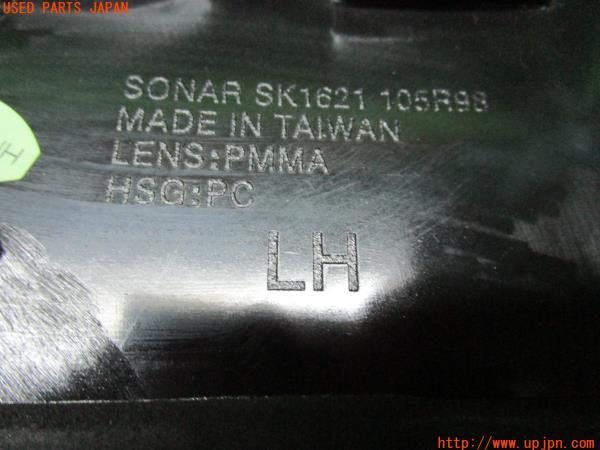 USED PARTS JAPAN
SONAR SK1621 105R98
MADE IN TAIWAN
LENS:PMMA
HSG:PC
LH
http://www.upjpn.com/